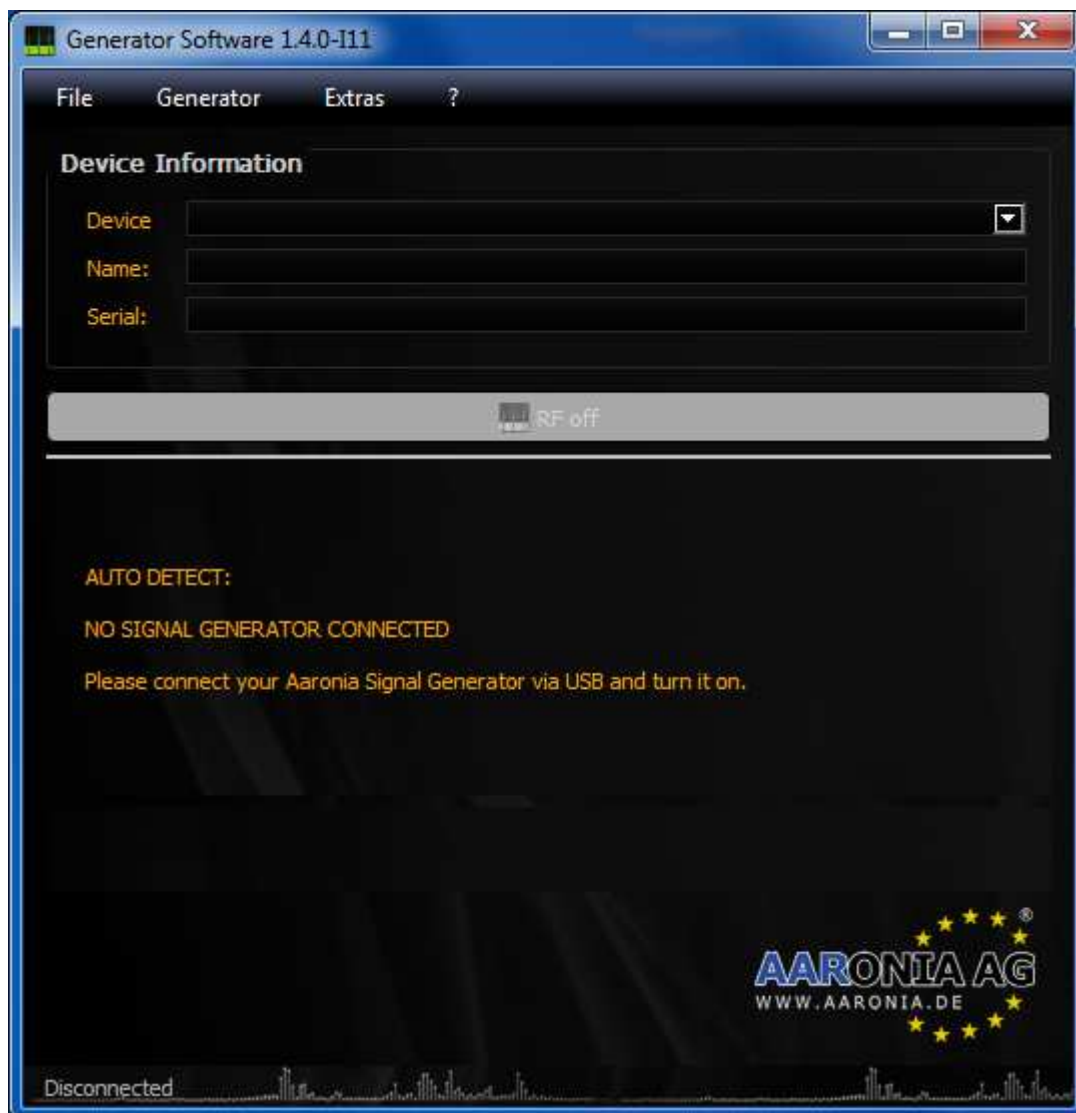 Generator Software 1.4.0-I11
File Generator Extras ?
Device Information
Device
Name:
Serial:
RF off
AUTO DETECT:
NO SIGNAL GENERATOR CONNECTED
Please connect your Aaronia Signal Generator via USB and turn it on.
®
AARONIA AG
WWW.AARONIA.DE
Disconnected